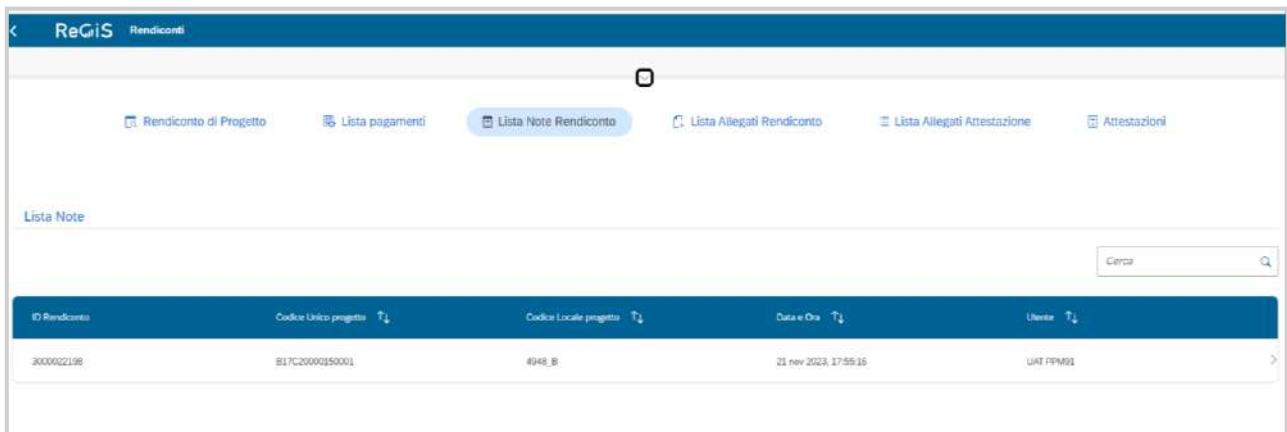 ReGiS Rendiconti
Rendiconto di Progetto Lista pagamenti Lista Note Rendiconto Lista Allegati Rendiconto Lista Allegati Attestazione Attestazioni
Lista Note
Cerca
ID Rendiconto Codice Unico progetto Codice Locale progetto Data e Ora Utente
3000022198 B17C20000150001 4948_B 21 nov 2023, 17:55:16 UAT PPM91